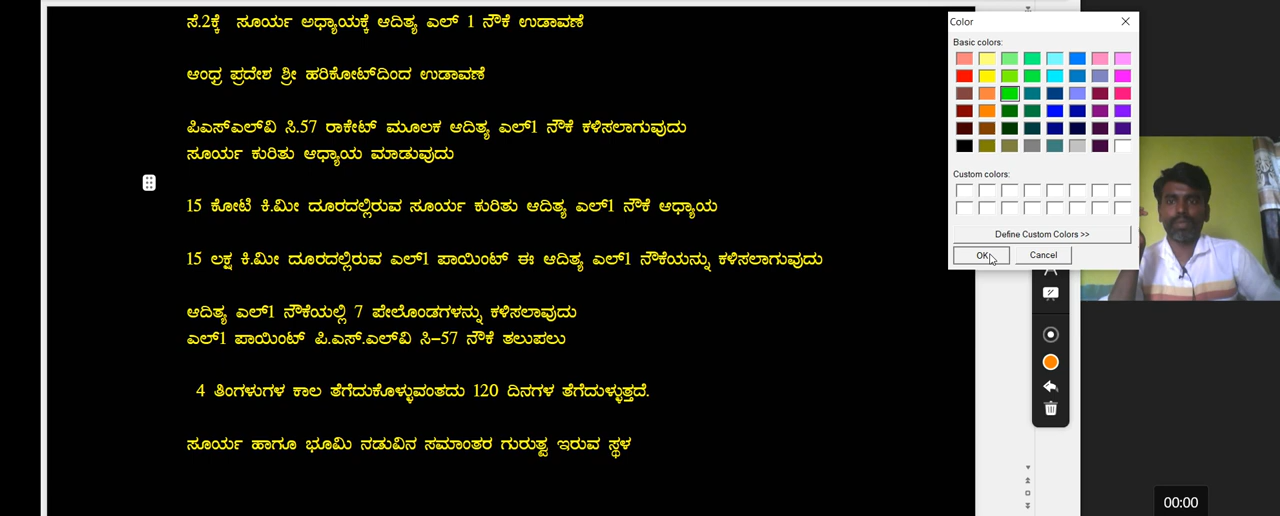 ಸೆ.2ಕ್ಕೆ ಸೂರ್ಯ ಅಧ್ಯಾಯಕ್ಕೆ ಆದಿತ್ಯ ಎಲ್ 1 ನೌಕೆ ಉಡಾವಣೆ
ಆಂಧ್ರ ಪ್ರದೇಶ ಶ್ರೀ ಹರಿಕೋಟ್‌ದಿಂದ ಉಡಾವಣೆ
ಪಿಎಸ್‌ಎಲ್‌ವಿ ಸಿ.57 ರಾಕೇಟ್ ಮೂಲಕ ಆದಿತ್ಯ ಎಲ್1 ನೌಕೆ ಕಳಿಸಲಾಗುವುದು
ಸೂರ್ಯ ಕುರಿತು ಆಧ್ಯಾಯ ಮಾಡುವುದು
15 ಕೋಟಿ ಕಿ.ಮೀ ದೂರದಲ್ಲಿರುವ ಸೂರ್ಯ ಕುರಿತು ಆದಿತ್ಯ ಎಲ್1 ನೌಕೆ ಆಧ್ಯಾಯ
15 ಲಕ್ಷ ಕಿ.ಮೀ ದೂರದಲ್ಲಿರುವ ಎಲ್1 ಪಾಯಿಂಟ್ ಈ ಆದಿತ್ಯ ಎಲ್1 ನೌಕೆಯನ್ನು ಕಳಿಸಲಾಗುವುದು
ಆದಿತ್ಯ ಎಲ್1 ನೌಕೆಯಲ್ಲಿ 7 ಪೇಲೊಂಡಗಳನ್ನು ಕಳಿಸಲಾವುದು
ಎಲ್1 ಪಾಯಿಂಟ್ ಪಿ.ಎಸ್.ಎಲ್‌ವಿ ಸಿ-57 ನೌಕೆ ತಲುಪಲು
4 ತಿಂಗಳುಗಳ ಕಾಲ ತೆಗೆದುಕೊಳ್ಳುವಂತದು 120 ದಿನಗಳ ತೆಗೆದುಳ್ಳುತ್ತದೆ.
ಸೂರ್ಯ ಹಾಗೂ ಭೂಮಿ ನಡುವಿನ ಸಮಾಂತರ ಗುರುತ್ವ ಇರುವ ಸ್ಥಳ
Color
Basic colors:
Custom colors:
Define Custom Colors >>
OK
Cancel
00:00